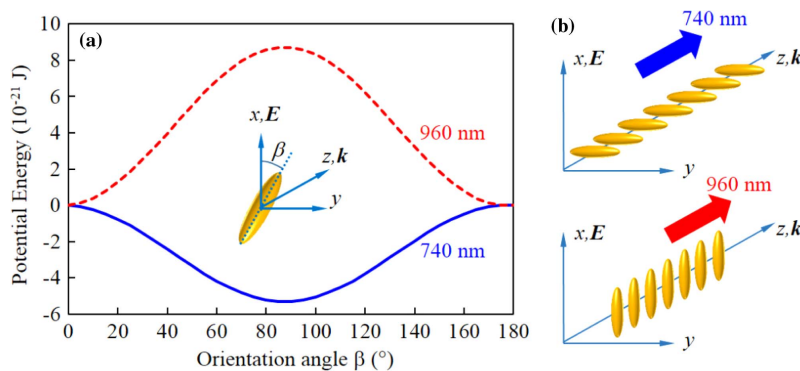 (a)
Potential Energy (10⁻²¹ J)
10
8
6
4
2
0
-2
-4
-6
960 nm
x,E
β
z,k
y
740 nm
0 20 40 60 80 100 120 140 160 180
Orientation angle β (°)
(b)
740 nm
x,E
z,k
y
960 nm
x,E
z,k
y